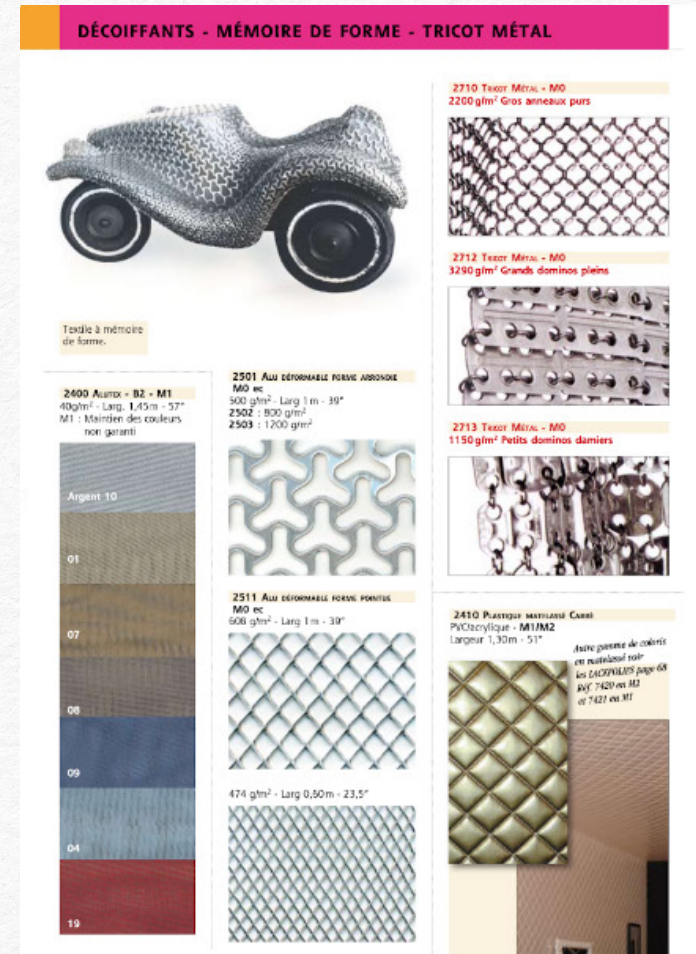 DÉCOIFFANTS - MÉMOIRE DE FORME - TRICOT MÉTAL
Textile à mémoire
de forme.
2400 ALUTEX - B2 - M1
40g/m² - Larg. 1,45m - 57"
M1 : Maintien des couleurs
non garanti
Argent 10
01
07
08
09
04
19
2501 ALU DÉFORMABLE FORME ARRONDIE
M0 ec
500 g/m² - Larg 1m - 39"
2502 : 800 g/m²
2503 : 1200 g/m²
2511 ALU DÉFORMABLE FORME POINTUE
M0 ec
608 g/m² - Larg 1m - 39"
474 g/m² - Larg 0,60m - 23,5"
2710 TRICOT MÉTAL - M0
2200g/m² Gros anneaux purs
2712 TRICOT MÉTAL - M0
3290g/m² Grands dominos pleins
2713 TRICOT MÉTAL - M0
1150g/m² Petits dominos damiers
2410 PLASTIQUE MATELASSÉ CARRÉ
PVC/acrylique - M1/M2
Largeur 1,30m - 51"
Autre gamme de coloris
en matelassé voir
les LACKFOLIES page 68
Réf. 7420 en M2
et 7421 en M1